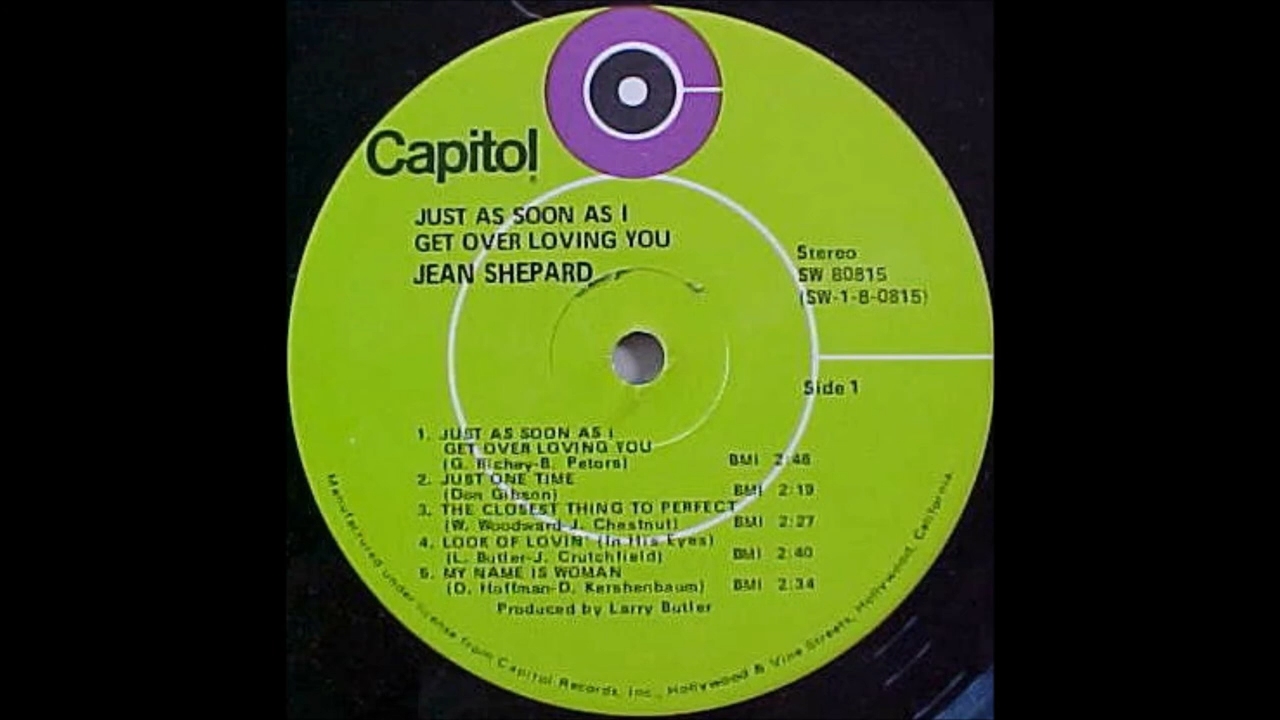 Capitol
JUST AS SOON AS I
GET OVER LOVING YOU
JEAN SHEPARD
Stereo
SW 80815
(SW-1-8-0815)
Side 1
1. JUST AS SOON AS I
GET OVER LOVING YOU
(G. Richey-B. Peters) BMI 2:46
2. JUST ONE TIME
(Don Gibson) BMI 2:19
3. THE CLOSEST THING TO PERFECT
(W. Woodward-J. Chestnut) BMI 2:27
4. LOOK OF LOVIN' (In His Eyes)
(L. Butler-J. Crutchfield) BMI 2:40
5. MY NAME IS WOMAN
(D. Hoffman-D. Kershenbaum) BMI 2:34
Produced by Larry Butler
Manufactured under license from Capitol Records, Inc., Hollywood & Vine Streets, Hollywood, California